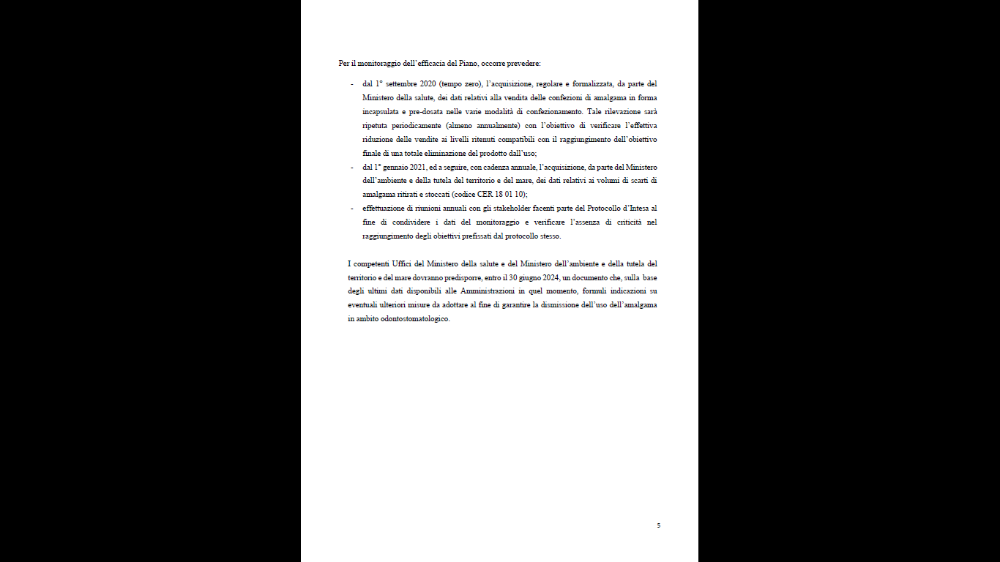 Per il monitoraggio dell’efficacia del Piano, occorre prevedere:
- dal 1° settembre 2020 (tempo zero), l’acquisizione, regolare e formalizzata, da parte del
Ministero della salute, dei dati relativi alla vendita delle confezioni di amalgama in forma
incapsulata e pre-dosata nelle varie modalità di confezionamento. Tale rilevazione sarà
ripetuta periodicamente (almeno annualmente) con l’obiettivo di verificare l’effettiva
riduzione delle vendite ai livelli ritenuti compatibili con il raggiungimento dell’obiettivo
finale di una totale eliminazione del prodotto dall’uso;
- dal 1° gennaio 2021, ed a seguire, con cadenza annuale, l’acquisizione, da parte del Ministero
dell’ambiente e della tutela del territorio e del mare, dei dati relativi ai volumi di scarti di
amalgama ritirati e stoccati (codice CER 18 01 10);
- effettuazione di riunioni annuali con gli stakeholder facenti parte del Protocollo d’Intesa al
fine di condividere i dati del monitoraggio e verificare l’assenza di criticità nel
raggiungimento degli obiettivi prefissati dal protocollo stesso.
I competenti Uffici del Ministero della salute e del Ministero dell’ambiente e della tutela del
territorio e del mare dovranno predisporre, entro il 30 giugno 2024, un documento che, sulla base
degli ultimi dati disponibili alle Amministrazioni in quel momento, formuli indicazioni su
eventuali ulteriori misure da adottare al fine di garantire la dismissione dell’uso dell’amalgama
in ambito odontostomatologico.
5